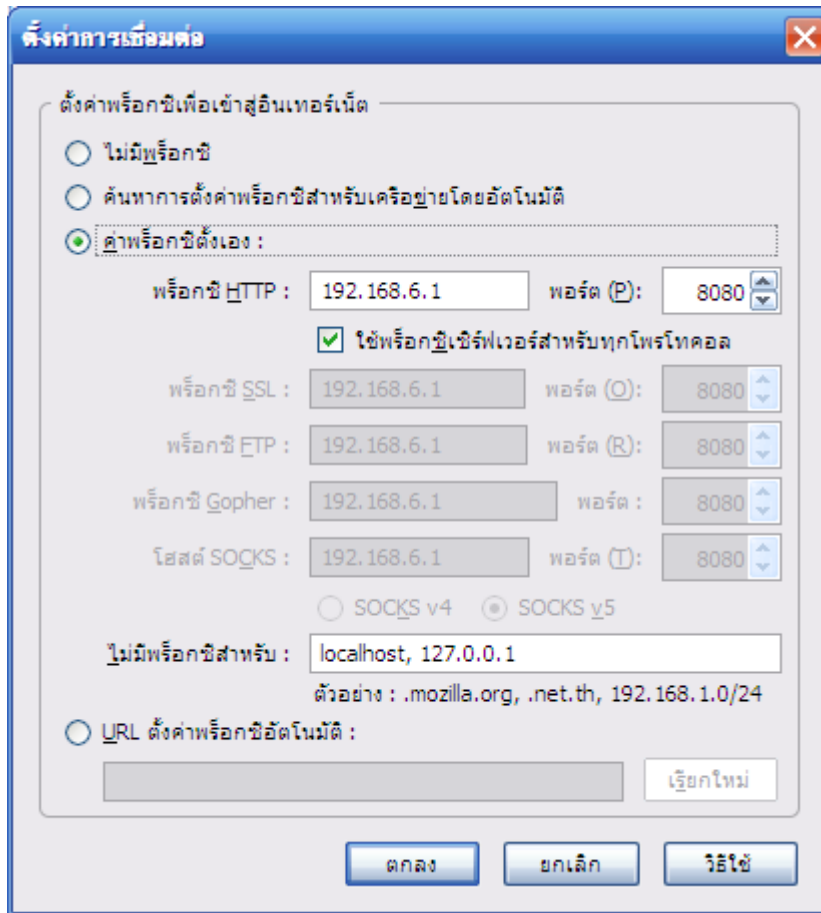 ตั้งค่าการเชื่อมต่อ
ตั้งค่าพร็อกซีเพื่อเข้าสู่อินเทอร์เน็ต
ไม่มีพร็อกซี
ค้นหาการตั้งค่าพร็อกซีสำหรับเครือข่ายโดยอัตโนมัติ
ค่าพร็อกซีตั้งเอง :
พร็อกซี HTTP : 192.168.6.1 พอร์ต (P): 8080
ใช้พร็อกซีเซิร์ฟเวอร์สำหรับทุกโพรโทคอล
พร็อกซี SSL : 192.168.6.1 พอร์ต (O): 8080
พร็อกซี FTP : 192.168.6.1 พอร์ต (R): 8080
พร็อกซี Gopher : 192.168.6.1 พอร์ต : 8080
โฮสต์ SOCKS : 192.168.6.1 พอร์ต (T): 8080
SOCKS v4 SOCKS v5
ไม่มีพร็อกซีสำหรับ : localhost, 127.0.0.1
ตัวอย่าง : .mozilla.org, .net.th, 192.168.1.0/24
URL ตั้งค่าพร็อกซีอัตโนมัติ :
เรียกใหม่
ตกลง ยกเลิก วิธีใช้